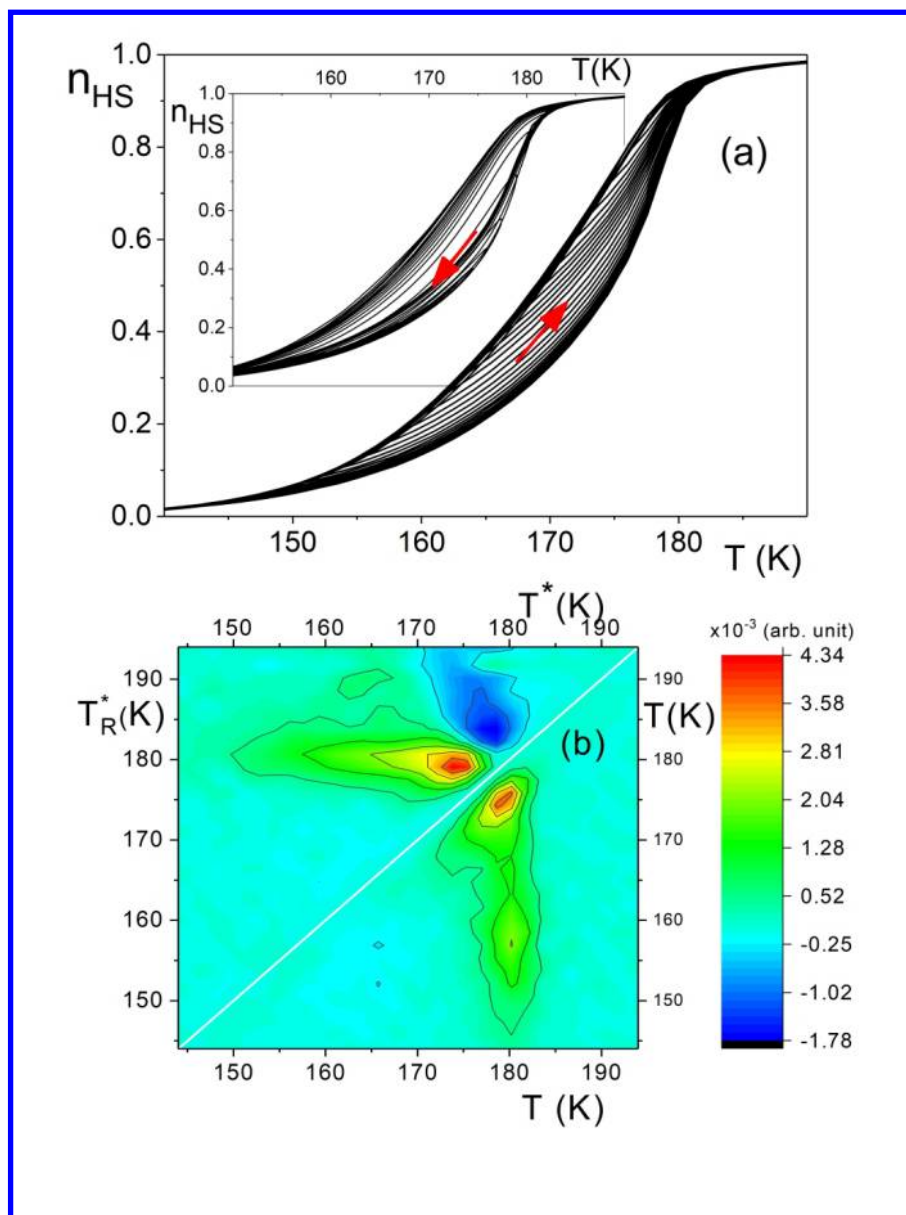 1.0
n_HS
0.8
0.6
0.4
0.2
0.0
160 170 180 T(K)
n_HS
1.0
0.8
0.6
0.4
0.2
0.0
(a)
150 160 170 180 T (K)
T*(K)
150 160 170 180 190
x10⁻³ (arb. unit)
190
T*_R(K)
180
170
160
150
(b)
190
T(K)
180
170
160
150
4.34
3.58
2.81
2.04
1.28
0.52
-0.25
-1.02
-1.78
150 160 170 180 190
T (K)